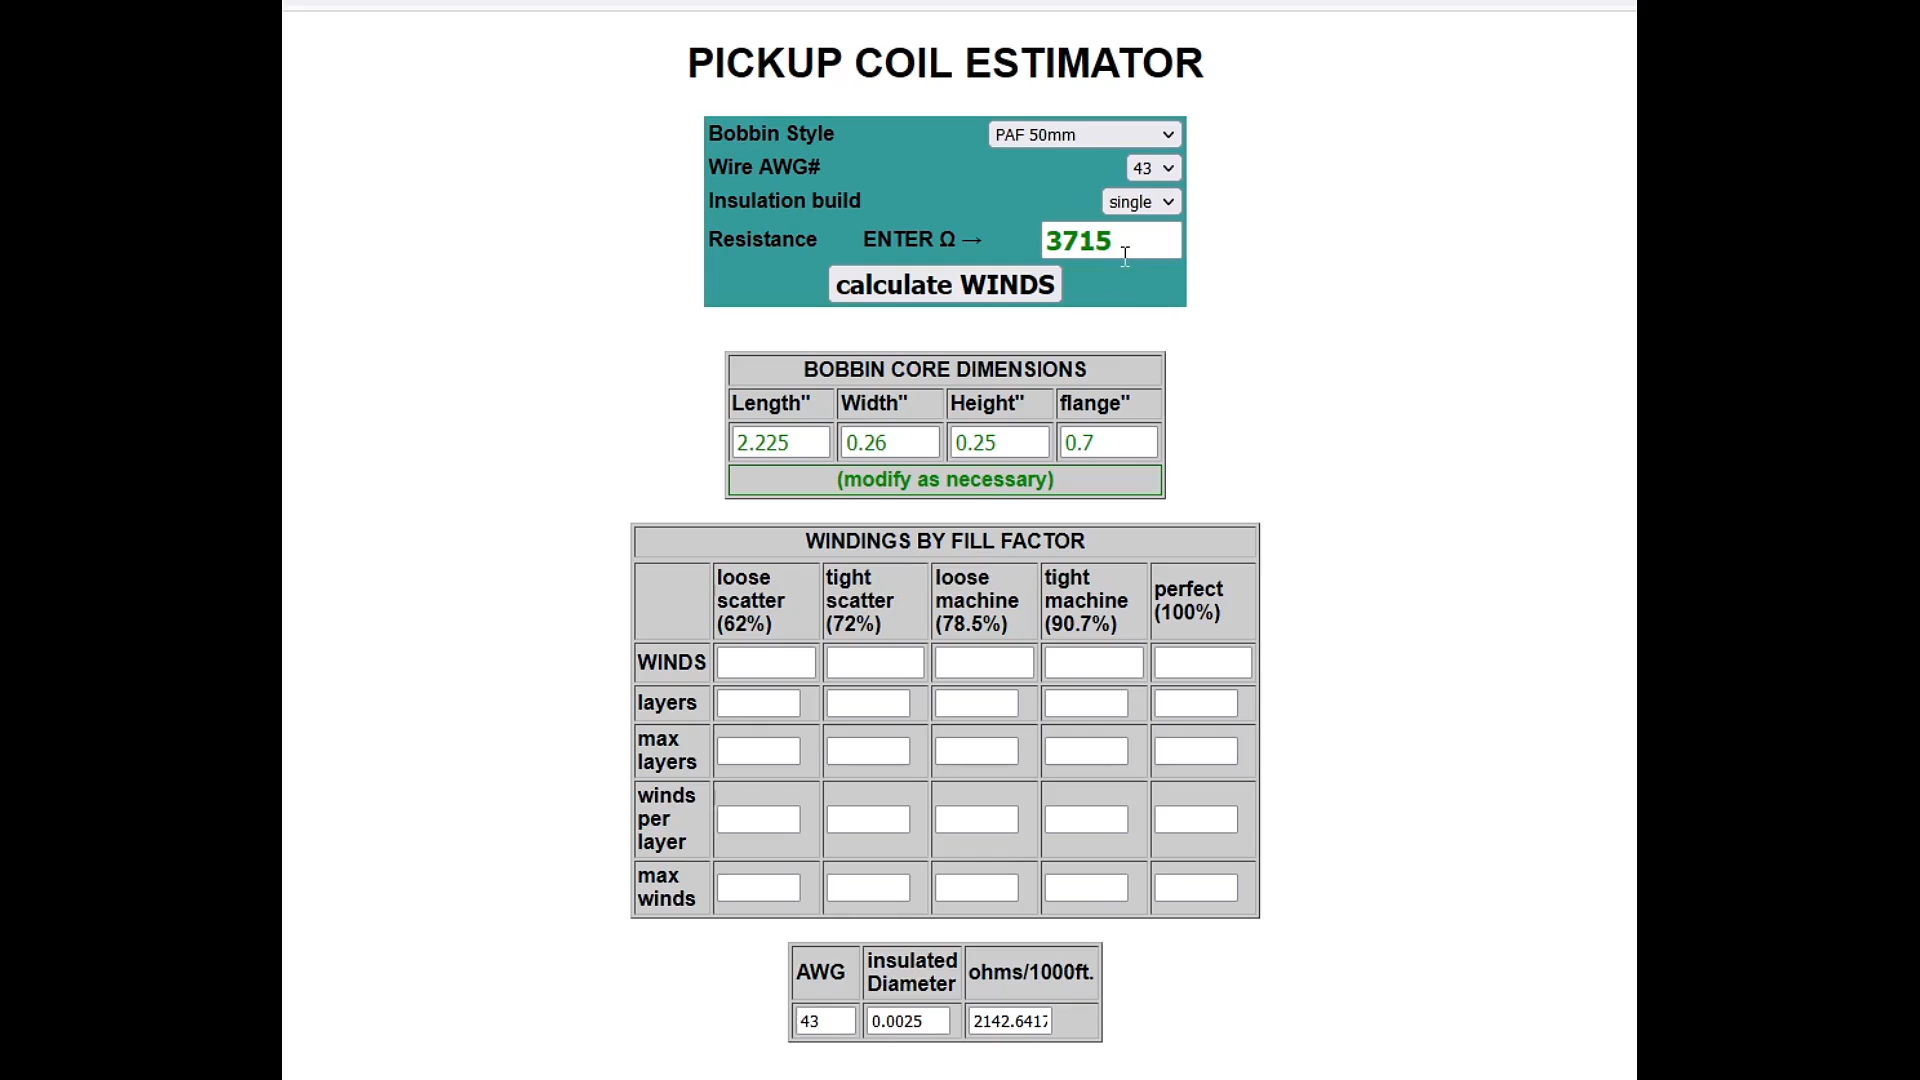 PICKUP COIL ESTIMATOR
Bobbin Style PAF 50mm
Wire AWG# 43
Insulation build single
Resistance ENTER Ω → 3715
calculate WINDS
BOBBIN CORE DIMENSIONS
Length" Width" Height" flange"
2.225 0.26 0.25 0.7
(modify as necessary)
WINDINGS BY FILL FACTOR
loose scatter (62%) tight scatter (72%) loose machine (78.5%) tight machine (90.7%) perfect (100%)
WINDS
layers
max layers
winds per layer
max winds
AWG insulated Diameter ohms/1000ft.
43 0.0025 2142.641